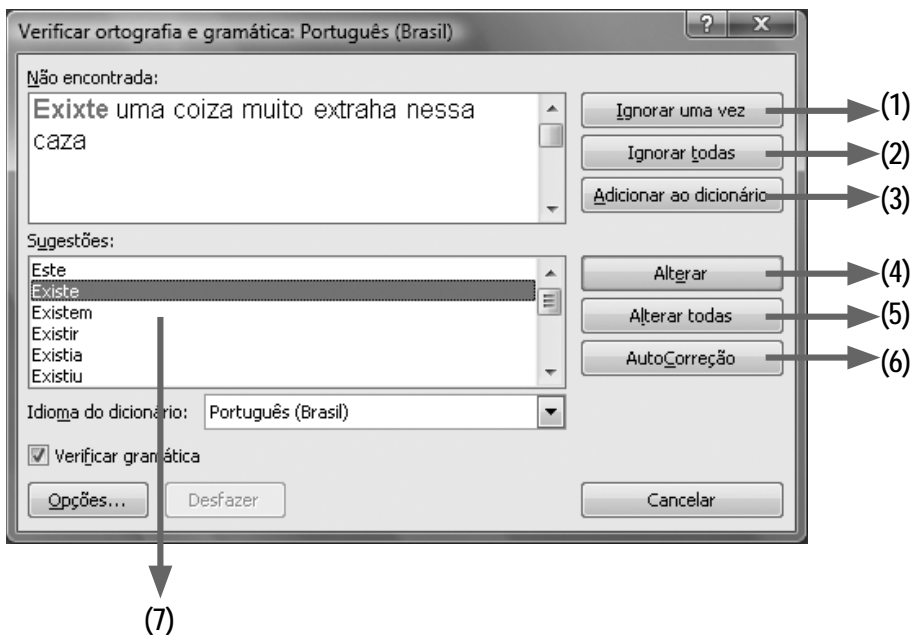 Verificar ortografia e gramática: Português (Brasil)
Não encontrada:
Exixte uma coiza muito extraha nessa
caza
Ignorar uma vez (1)
Ignorar todas (2)
Adicionar ao dicionário (3)
Sugestões:
Este
Existe
Existem
Existir
Existia
Existiu
Alterar (4)
Alterar todas (5)
AutoCorreção (6)
Idioma do dicionário: Português (Brasil)
Verificar gramática
Opções... Desfazer Cancelar
(7)